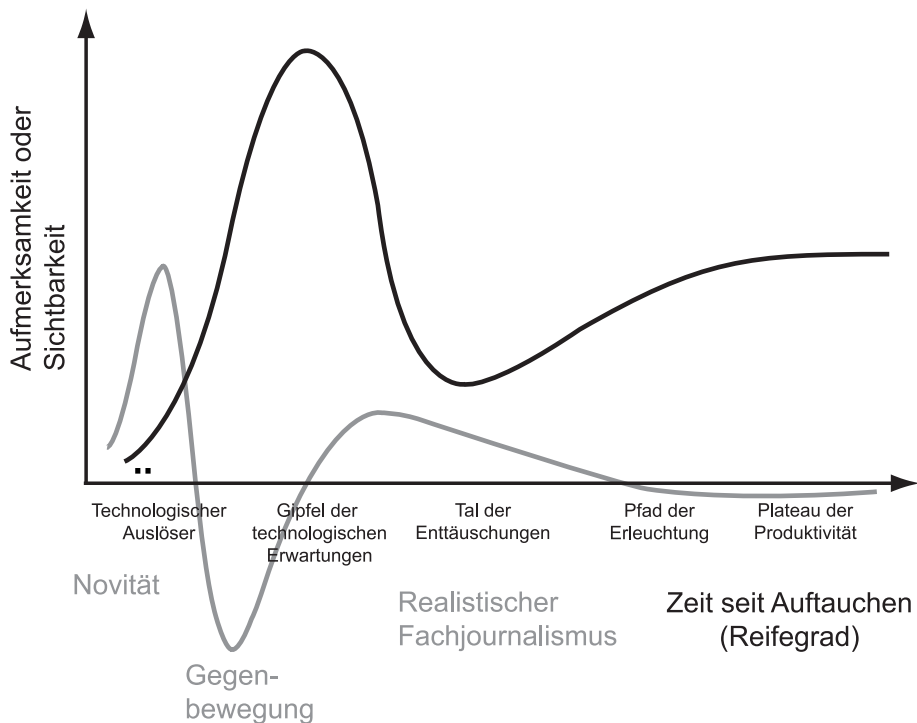 Aufmerksamkeit oder
Sichtbarkeit
Technologischer
Auslöser
Gipfel der
technologischen
Erwartungen
Tal der
Enttäuschungen
Pfad der
Erleuchtung
Plateau der
Produktivität
Novität
Gegen-
bewegung
Realistischer
Fachjournalismus
Zeit seit Auftauchen
(Reifegrad)